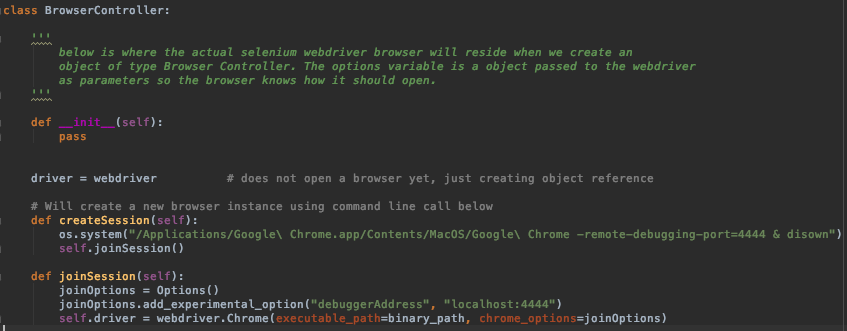 class BrowserController:
'''
below is where the actual selenium webdriver browser will reside when we create an
object of type Browser Controller. The options variable is a object passed to the webdriver
as parameters so the browser knows how it should open.
'''
def __init__(self):
pass
driver = webdriver # does not open a browser yet, just creating object reference
# Will create a new browser instance using command line call below
def createSession(self):
os.system("/Applications/Google\ Chrome.app/Contents/MacOS/Google\ Chrome -remote-debugging-port=4444 & disown")
self.joinSession()
def joinSession(self):
joinOptions = Options()
joinOptions.add_experimental_option("debuggerAddress", "localhost:4444")
self.driver = webdriver.Chrome(executable_path=binary_path, chrome_options=joinOptions)